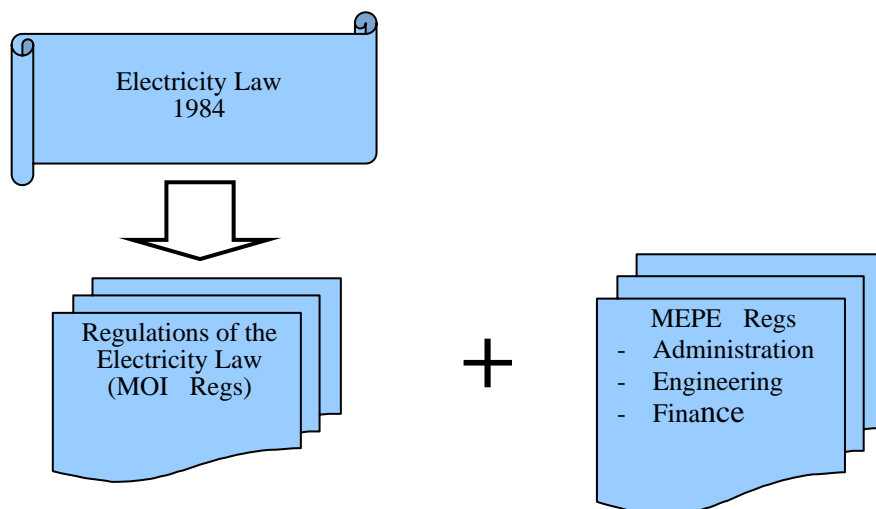 Electricity Law
1984
Regulations of the
Electricity Law
(MOI Regs)
+
MEPE Regs
- Administration
- Engineering
- Finance